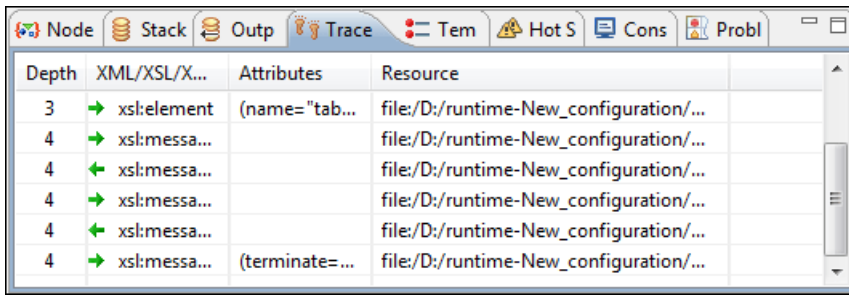 Node Stack Outp Trace Tem Hot S Cons Probl
Depth XML/XSL/X... Attributes Resource
3 xsl:element (name="tab... file:/D:/runtime-New_configuration/...
4 xsl:messa... file:/D:/runtime-New_configuration/...
4 xsl:messa... file:/D:/runtime-New_configuration/...
4 xsl:messa... file:/D:/runtime-New_configuration/...
4 xsl:messa... file:/D:/runtime-New_configuration/...
4 xsl:messa... (terminate=... file:/D:/runtime-New_configuration/...